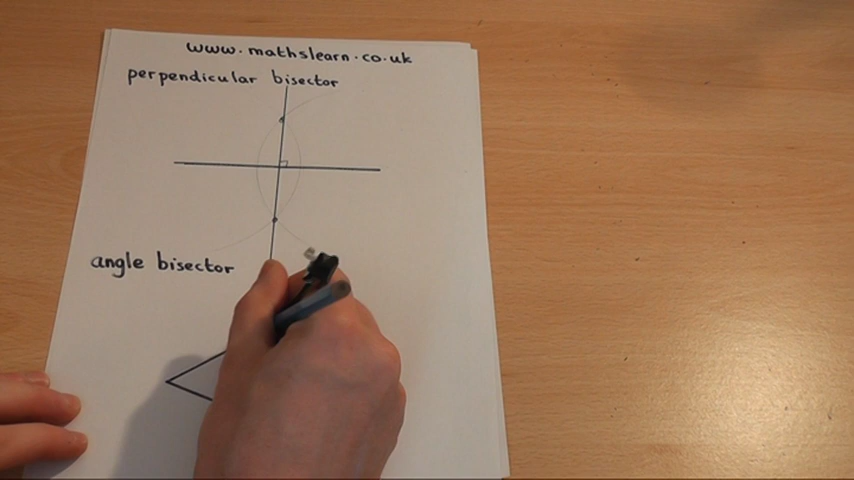 www.mathslearn.co.uk
perpendicular bisector
angle bisector